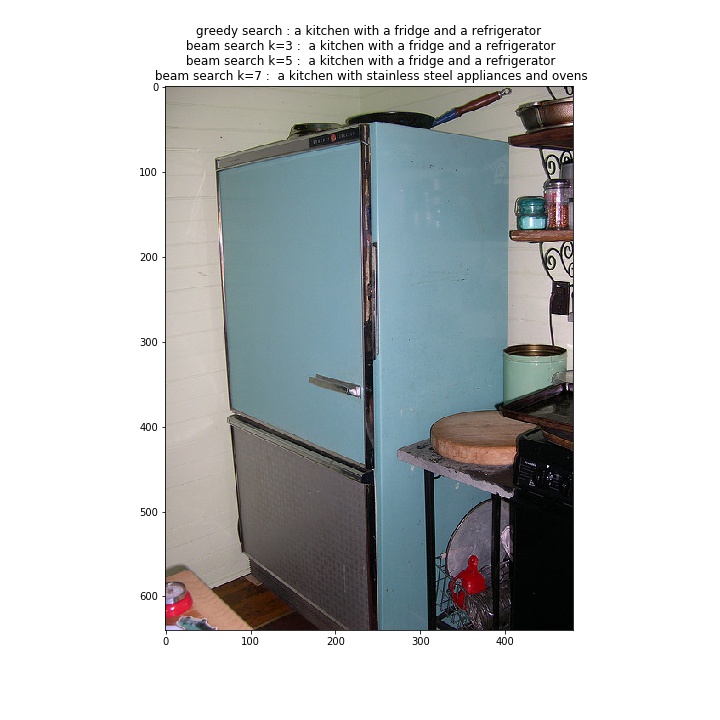 greedy search : a kitchen with a fridge and a refrigerator
beam search k=3 :  a kitchen with a fridge and a refrigerator
beam search k=5 :  a kitchen with a fridge and a refrigerator
beam search k=7 :  a kitchen with stainless steel appliances and ovens
0
100
200
300
400
500
600
0 100 200 300 400